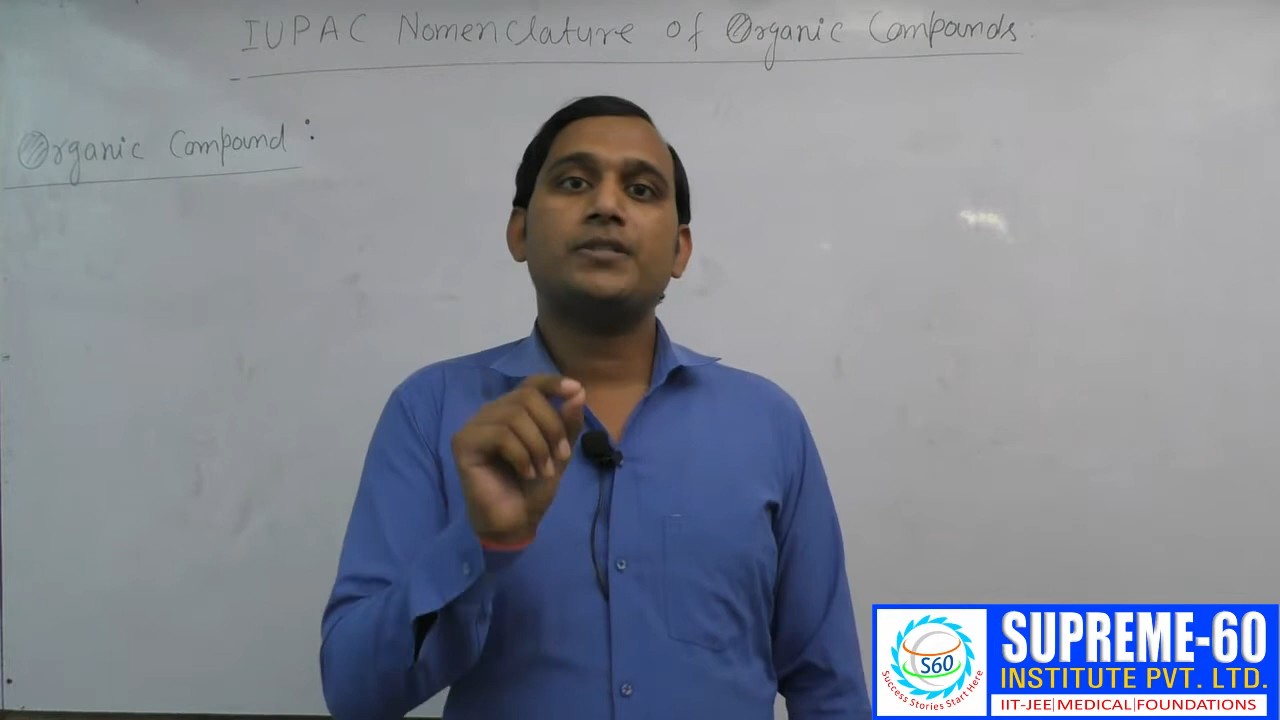 IUPAC Nomenclature of Organic Compounds:
Organic Compound:
SUPREME-60
INSTITUTE PVT. LTD.
IIT-JEE|MEDICAL|FOUNDATIONS
S60
Success Stories Start Here